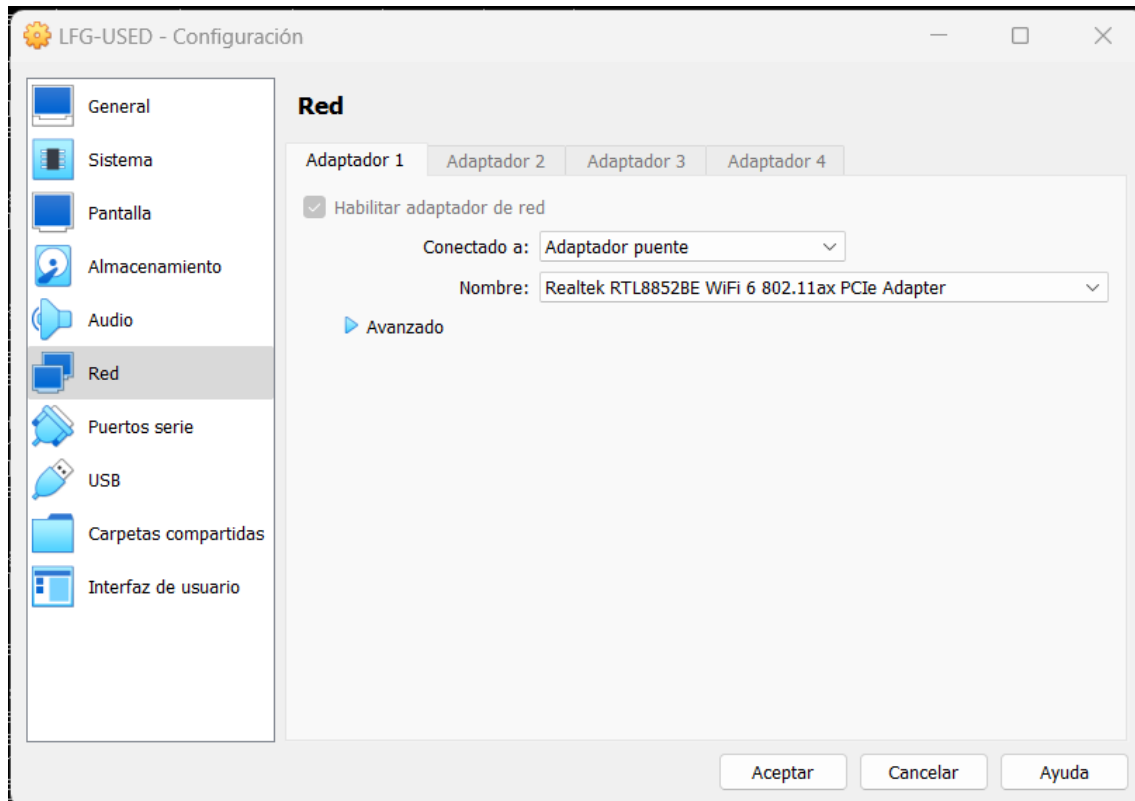 LFG-USED - Configuración
General
Sistema
Pantalla
Almacenamiento
Audio
Red
Puertos serie
USB
Carpetas compartidas
Interfaz de usuario
Red
Adaptador 1 Adaptador 2 Adaptador 3 Adaptador 4
Habilitar adaptador de red
Conectado a: Adaptador puente
Nombre: Realtek RTL8852BE WiFi 6 802.11ax PCIe Adapter
Avanzado
Aceptar Cancelar Ayuda